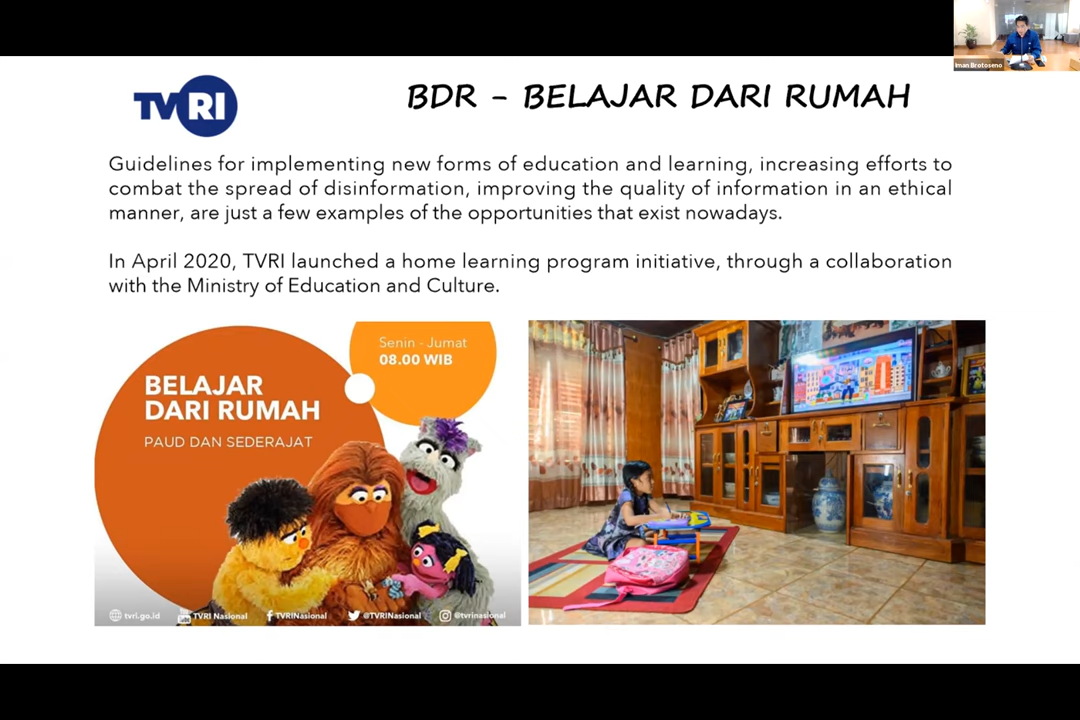 Iman Brotoseno
TVRI
BDR – BELAJAR DARI RUMAH
Guidelines for implementing new forms of education and learning, increasing efforts to
combat the spread of disinformation, improving the quality of information in an ethical
manner, are just a few examples of the opportunities that exist nowadays.
In April 2020, TVRI launched a home learning program initiative, through a collaboration
with the Ministry of Education and Culture.
Senin - Jumat
08.00 WIB
BELAJAR
DARI RUMAH
PAUD DAN SEDERAJAT
tvri.go.id TVRI Nasional TVRINasional @TVRINasional @tvrinasional